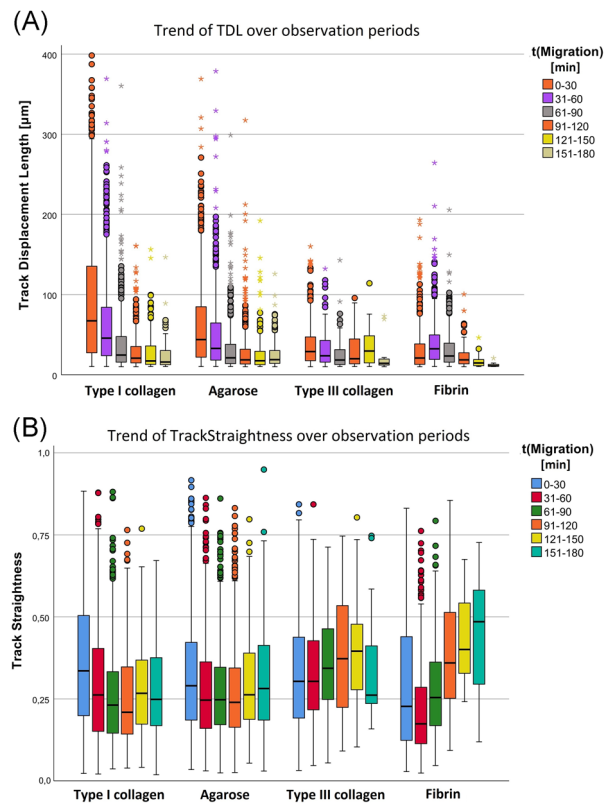 (A)
Trend of TDL over observation periods
Track Displacement Length [µm]
400
300
200
100
0
Type I collagen
Agarose
Type III collagen
Fibrin
t(Migration)
[min]
0-30
31-60
61-90
91-120
121-150
151-180
(B)
Trend of TrackStraightness over observation periods
Track Straightness
1,0
0,75
0,50
0,25
0,0
Type I collagen
Agarose
Type III collagen
Fibrin
t(Migration)
[min]
0-30
31-60
61-90
91-120
121-150
151-180